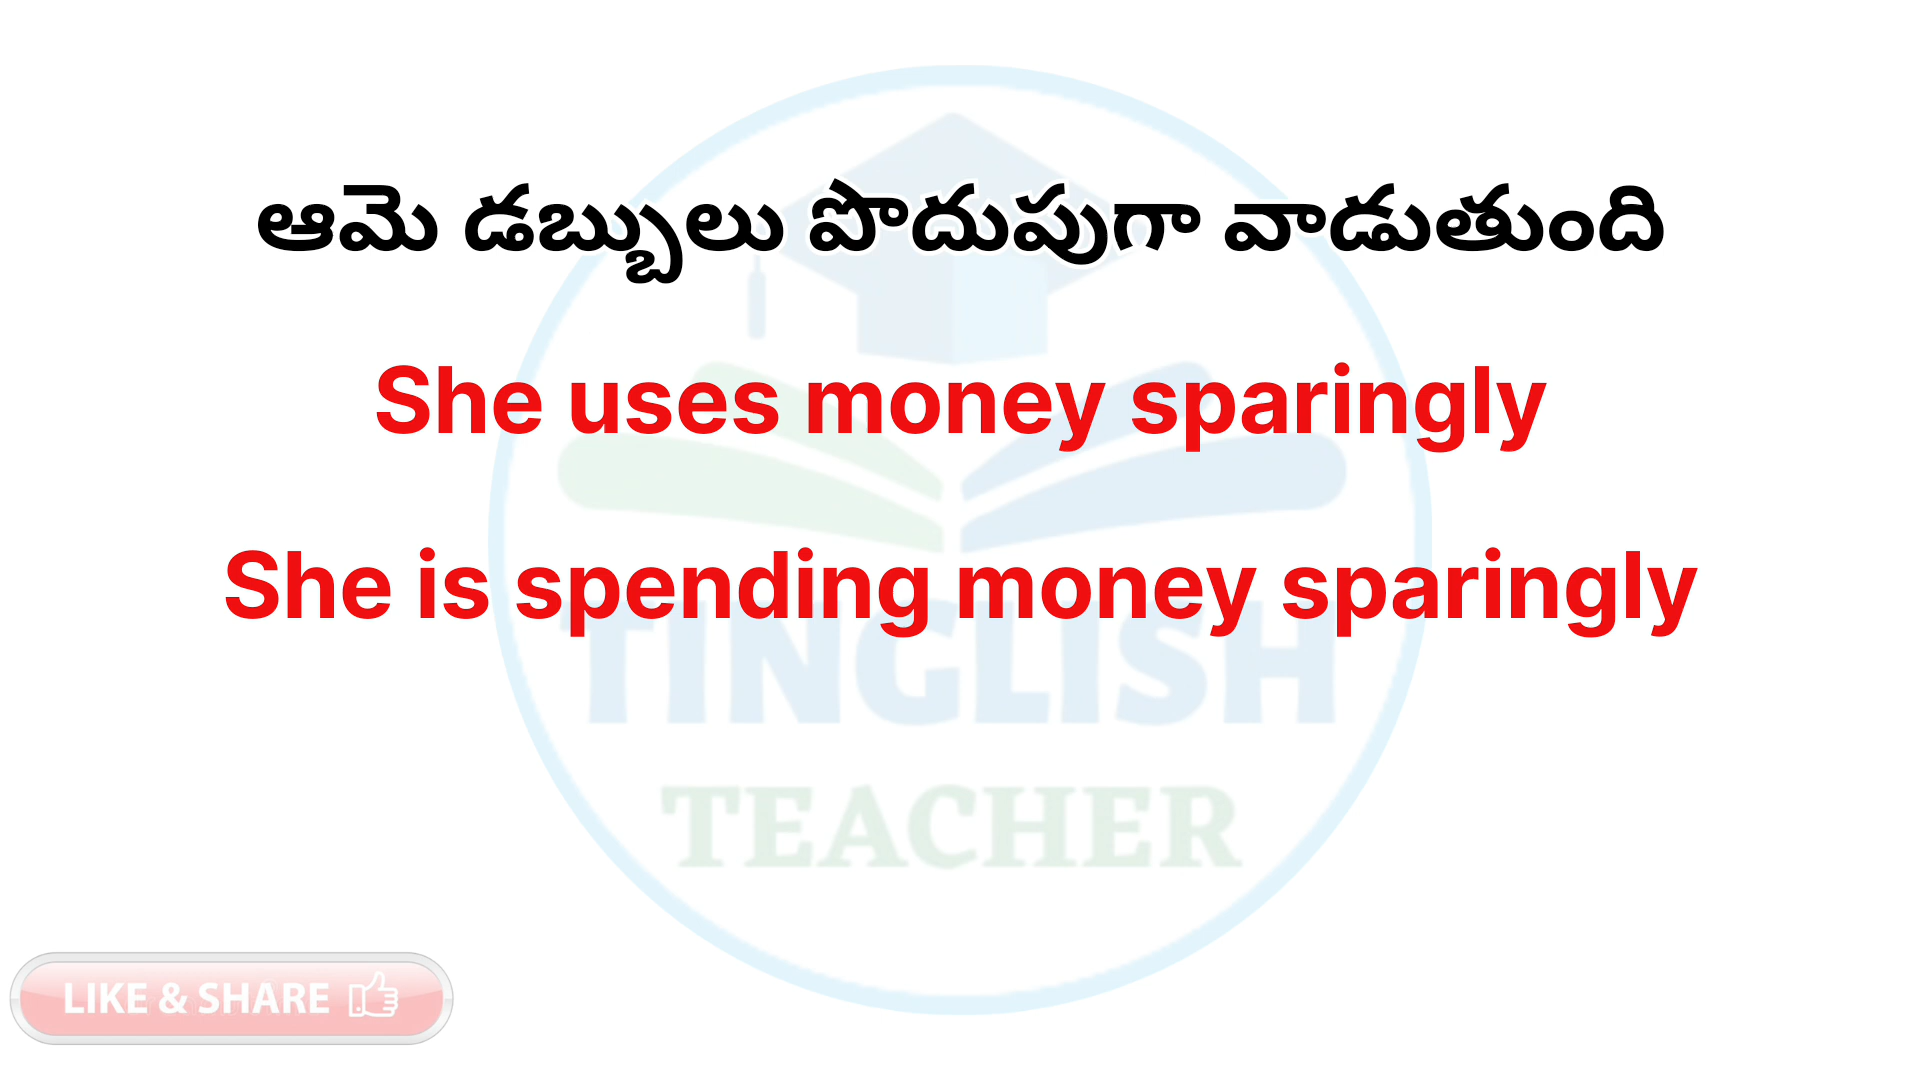 ఆమె డబ్బులు పొదుపుగా వాడుతుంది
She uses money sparingly
She is spending money sparingly
TINGLISH
TEACHER
LIKE & SHARE